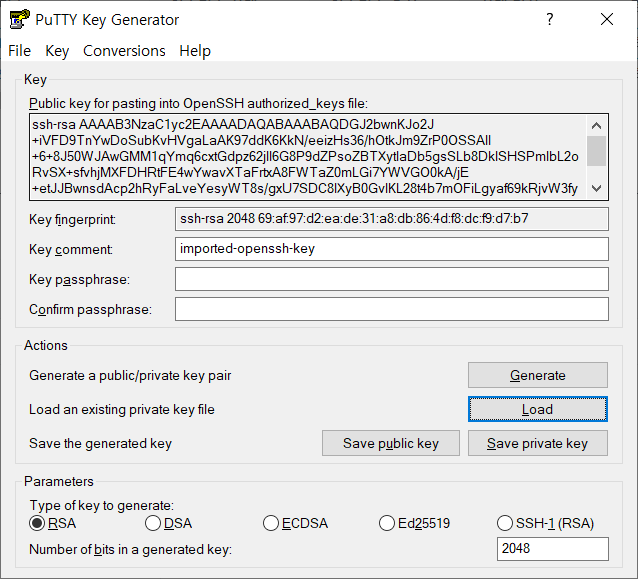 PuTTY Key Generator
?
File Key Conversions Help
Key
Public key for pasting into OpenSSH authorized_keys file:
ssh-rsa AAAAB3NzaC1yc2EAAAADAQABAAABAQDGJ2bwnKJo2J
+iVFD9TnYwDoSubKvHVgaLaAK97ddK6KkN/eeizHs36/hOtkJm9ZrP0OSSAII
+6+8J50WJAwGMM1qYmq6cxtGdpz62jlI6G8P9dZPsoZBTXytlaDb5gsSLb8DklSHSPmIbL2o
RvSX+sfvhjMXFDHRtFE4wYwavXTaFrtxA8FWTaZ0mLGi7YWVGO0kA/jE
+etJJBwnsdAcp2hRyFaLveYesyWT8s/gxU7SDC8IXyB0GvlKL28t4b7mOFiLgyaf69kRjvW3fy
Key fingerprint:
ssh-rsa 2048 69:af:97:d2:ea:de:31:a8:db:86:4d:f8:dc:f9:d7:b7
Key comment:
imported-openssh-key
Key passphrase:
Confirm passphrase:
Actions
Generate a public/private key pair
Generate
Load an existing private key file
Load
Save the generated key
Save public key
Save private key
Parameters
Type of key to generate:
RSA DSA ECDSA Ed25519 SSH-1 (RSA)
Number of bits in a generated key:
2048